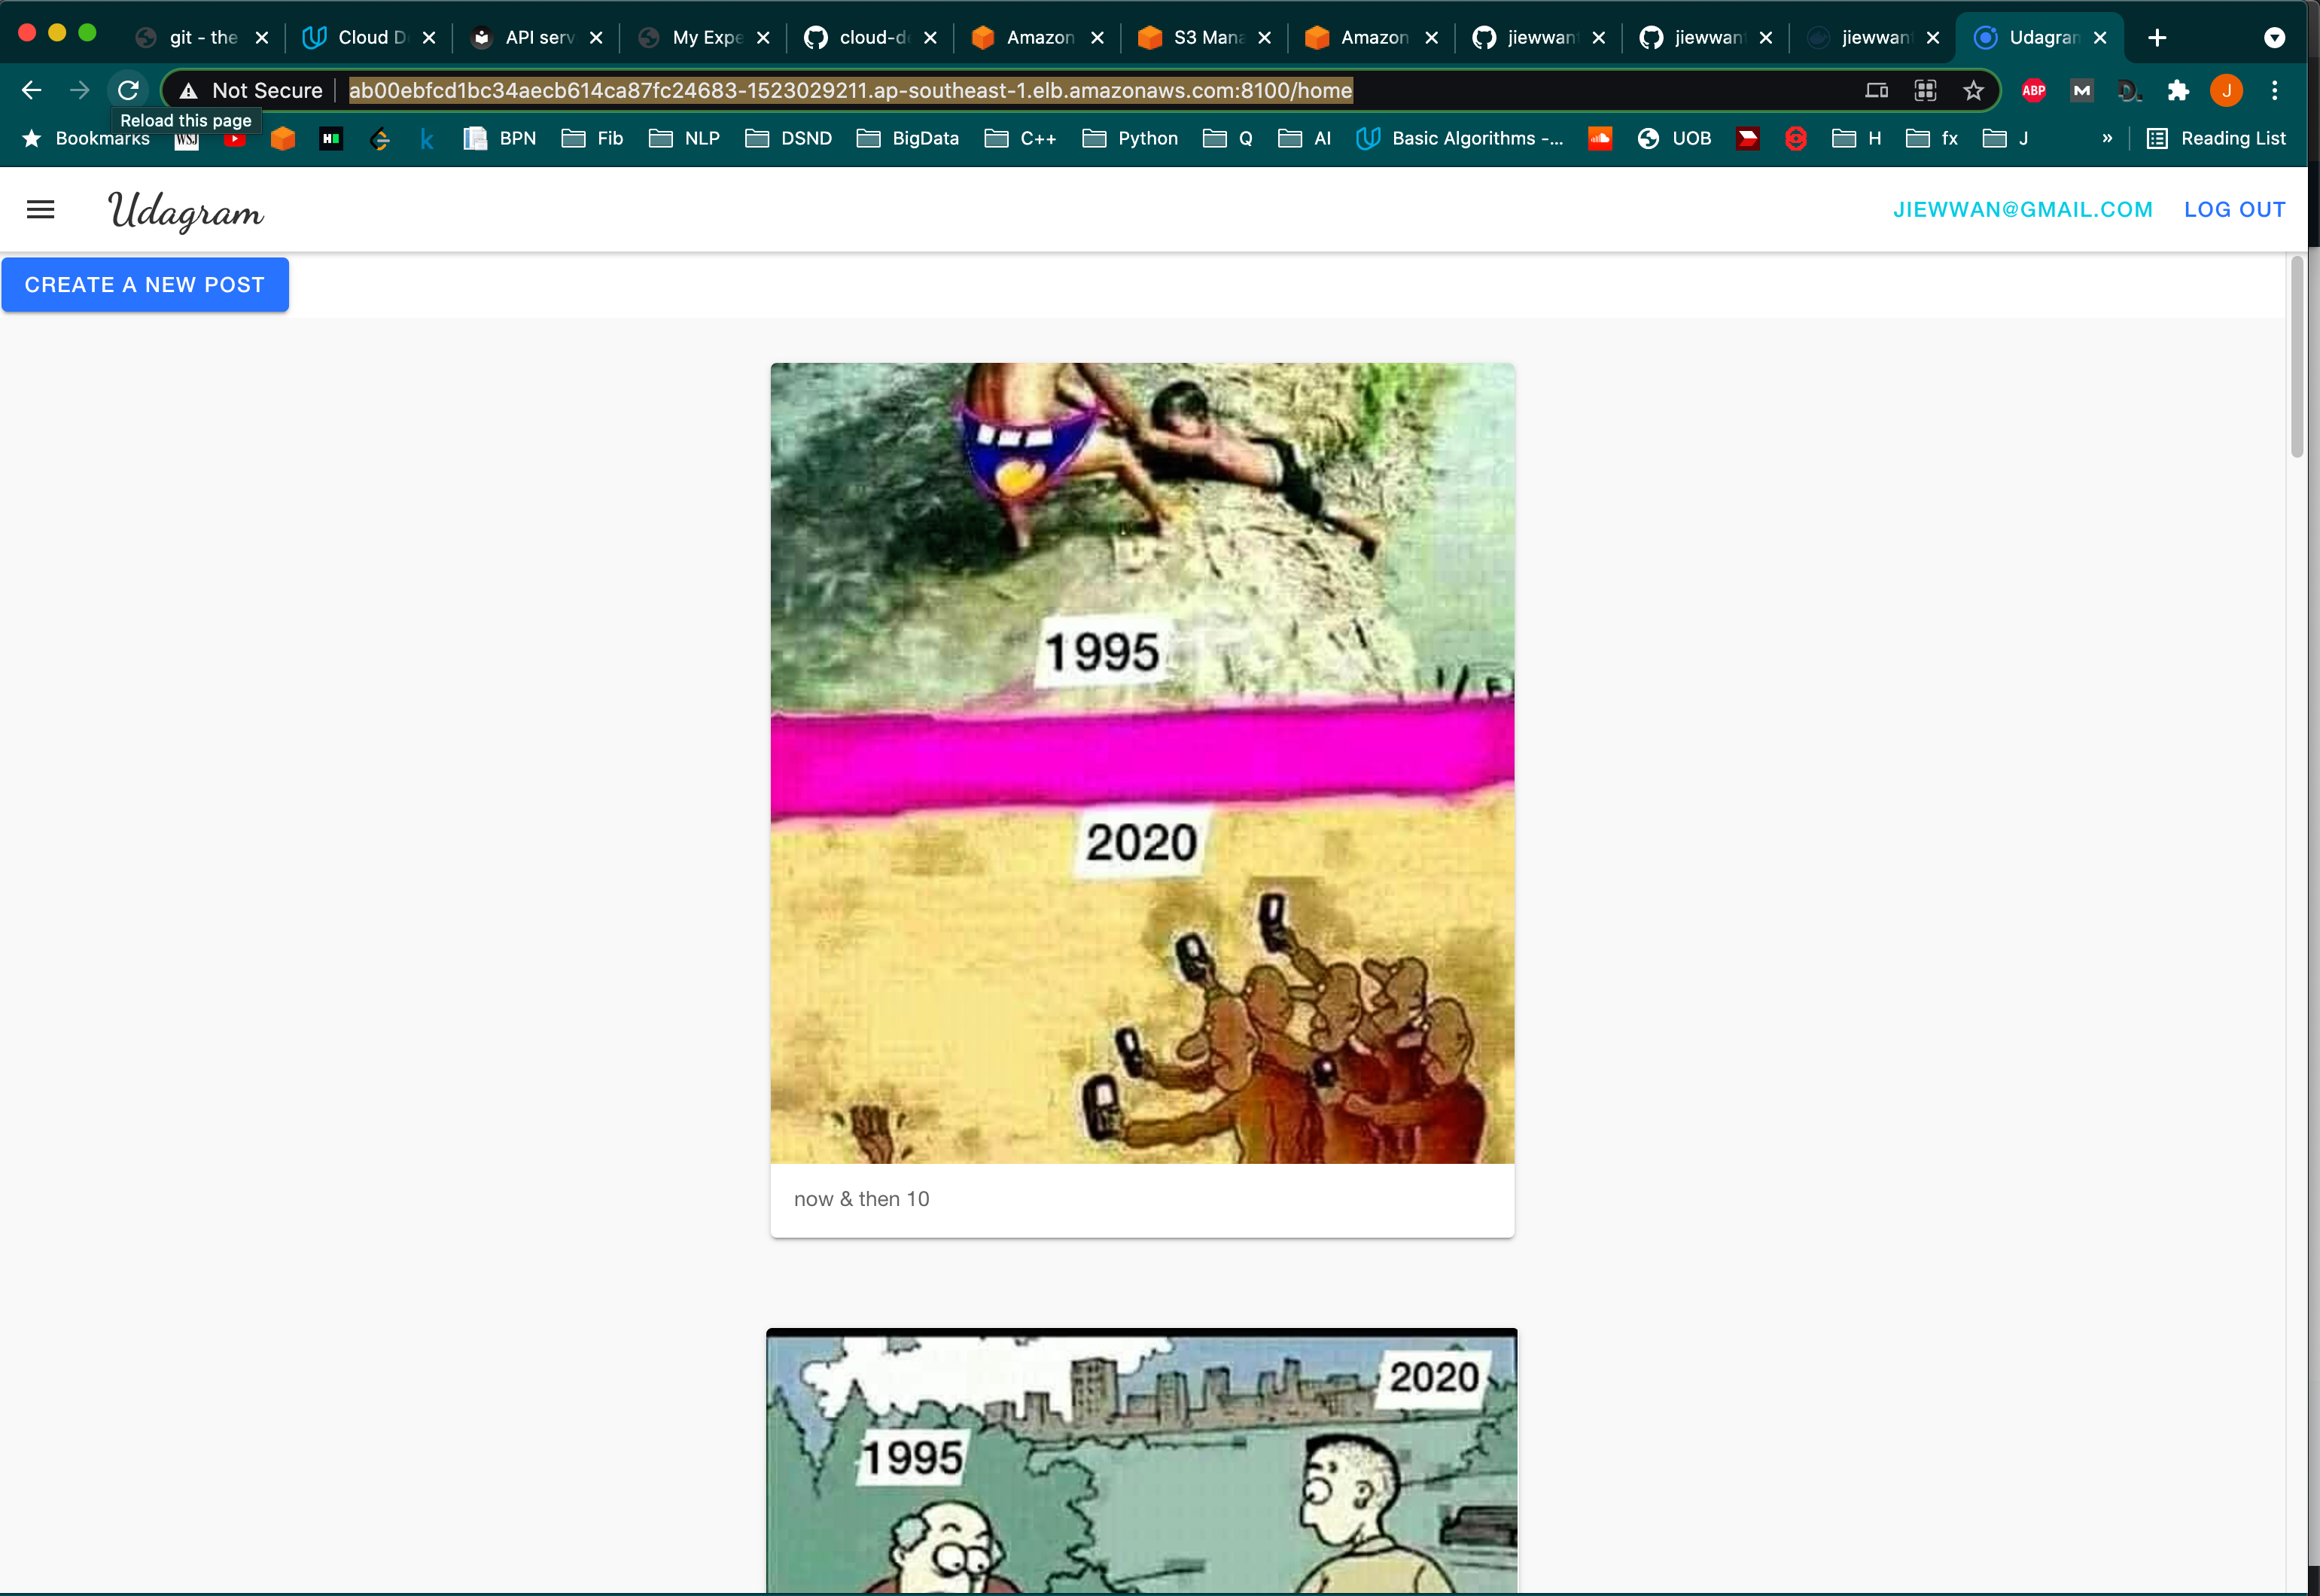 git - the
Cloud D
API serv
My Expe
cloud-d
Amazon
S3 Mana
Amazon
jiewwan
jiewwan
jiewwan
Udagram
Not Secure
ab00ebfcd1bc34aecb614ca87fc24683-1523029211.ap-southeast-1.elb.amazonaws.com:8100/home
ABP
M
D.
J
Reload this page
Bookmarks
WSJ
H
k
BPN
Fib
NLP
DSND
BigData
C++
Python
Q
AI
Basic Algorithms -...
UOB
H
fx
J
»
Reading List
Udagram
JIEWWAN@GMAIL.COM
LOG OUT
CREATE A NEW POST
1995
2020
now & then 10
2020
1995